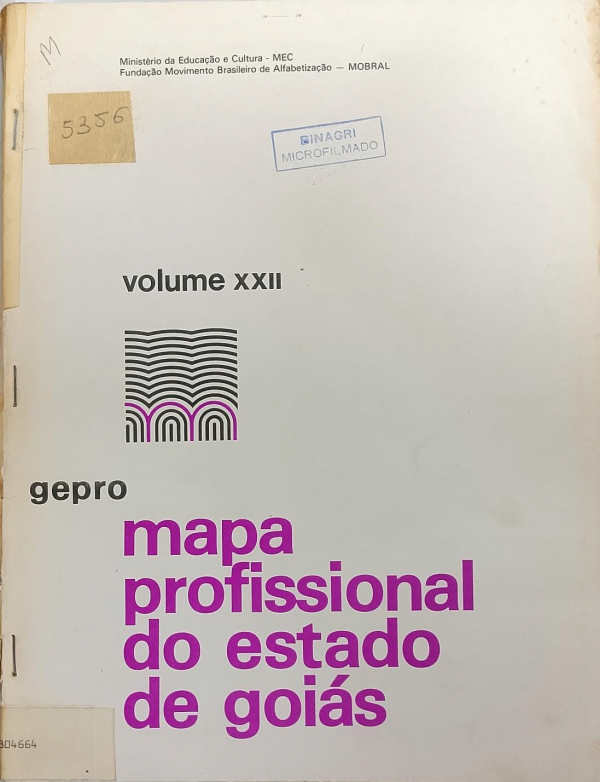 M
Ministério da Educação e Cultura - MEC
Fundação Movimento Brasileiro de Alfabetização — MOBRAL
5356
BINAGRI
MICROFILMADO
volume XXII
gepro
mapa
profissional
do estado
de goiás
304664